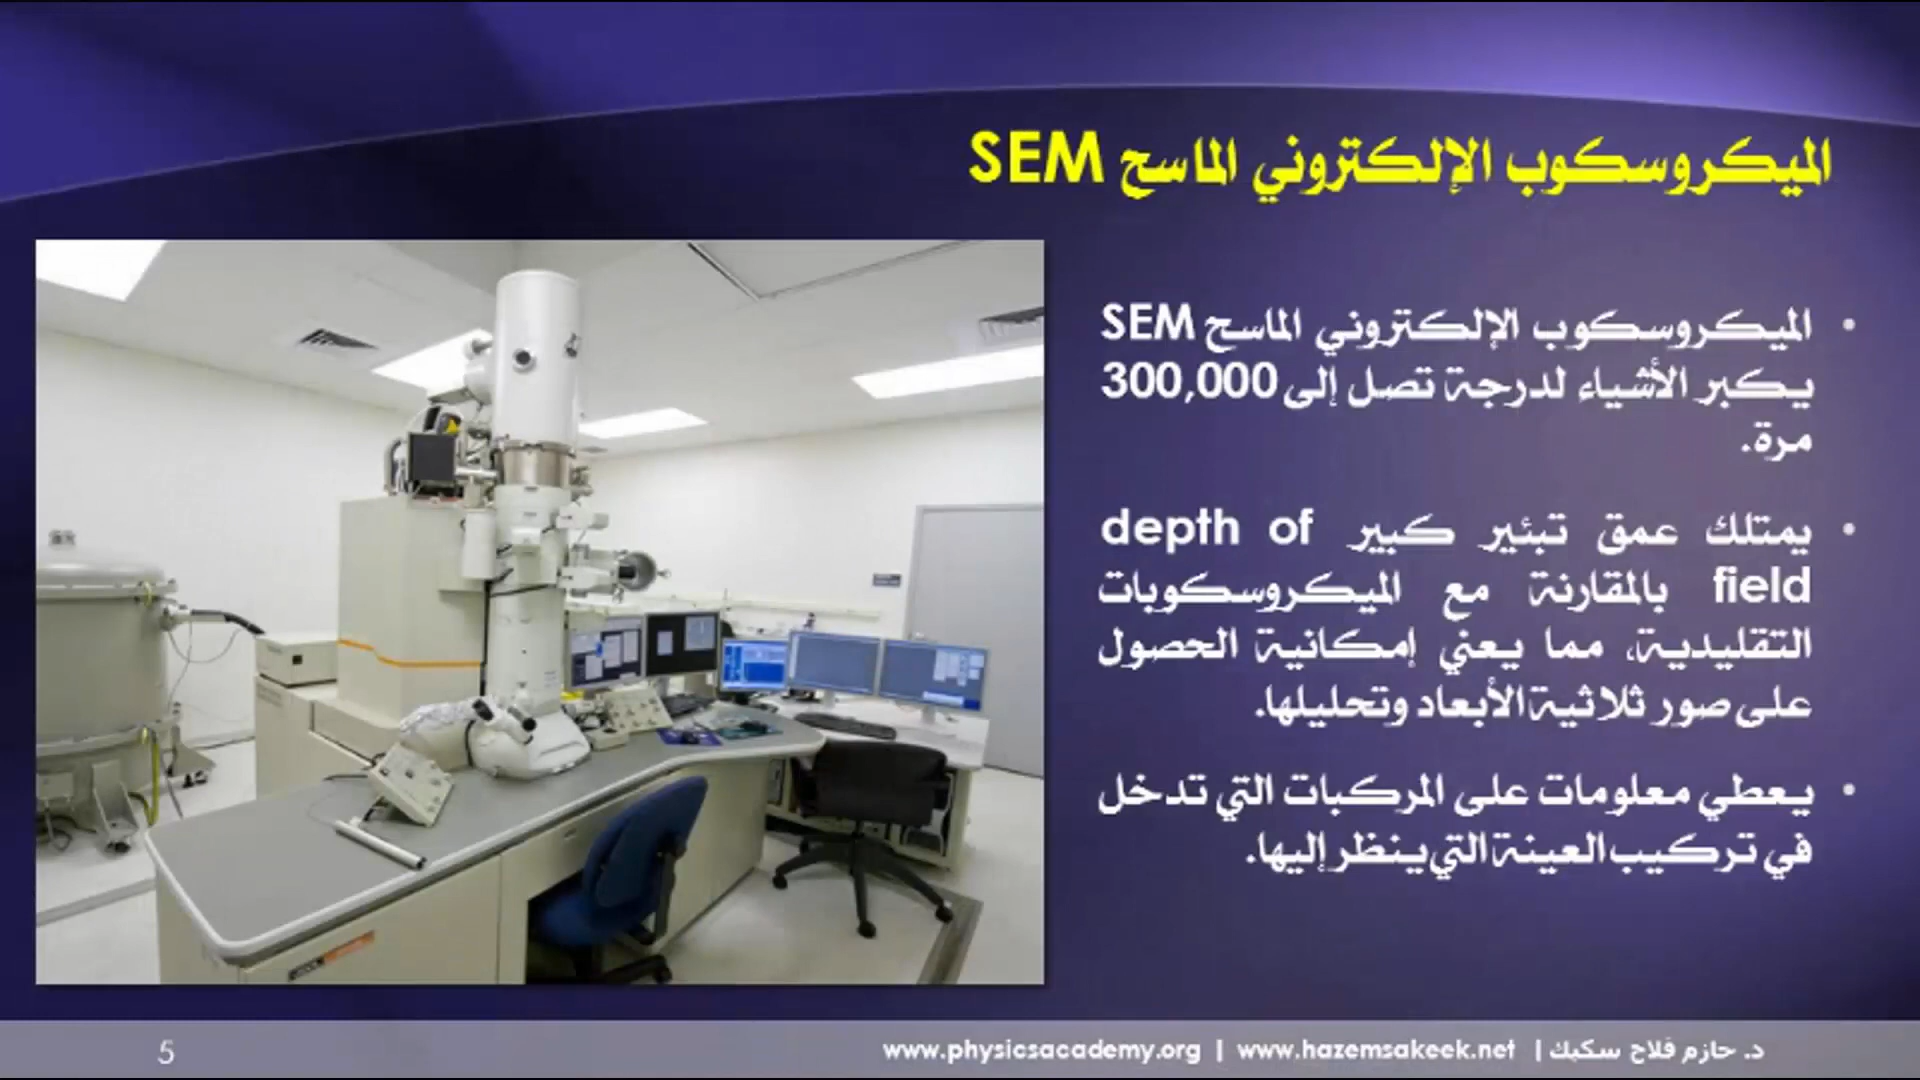 الميكروسكوب الإلكتروني الماسح SEM
• الميكروسكوب الإلكتروني الماسح SEM
يكبر الأشياء لدرجة تصل إلى 300,000
مرة.
• يمتلك عمق تبئير كبير depth of
field بالمقارنة مع الميكروسكوبات
التقليدية، مما يعني إمكانية الحصول
على صور ثلاثية الأبعاد وتحليلها.
• يعطي معلومات على المركبات التي تدخل
في تركيب العينة التي ينظر إليها.
د. حازم فلاح سكيك | www.physicsacademy.org | www.hazemsakeek.net
5